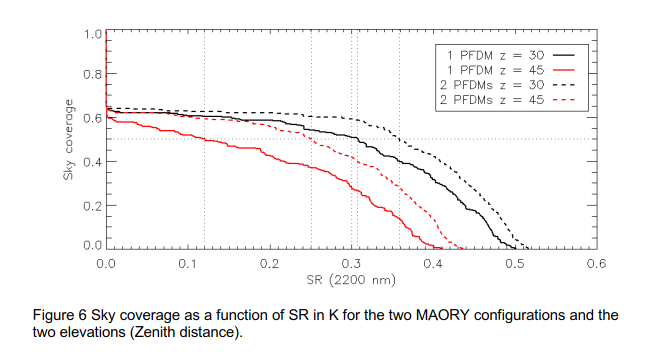 1.0
0.8
0.6
0.4
0.2
0.0
Sky coverage
1 PFDM z = 30
1 PFDM z = 45
2 PFDMs z = 30
2 PFDMs z = 45
0.0 0.1 0.2 0.3 0.4 0.5 0.6
SR (2200 nm)
Figure 6 Sky coverage as a function of SR in K for the two MAORY configurations and the
two elevations (Zenith distance).